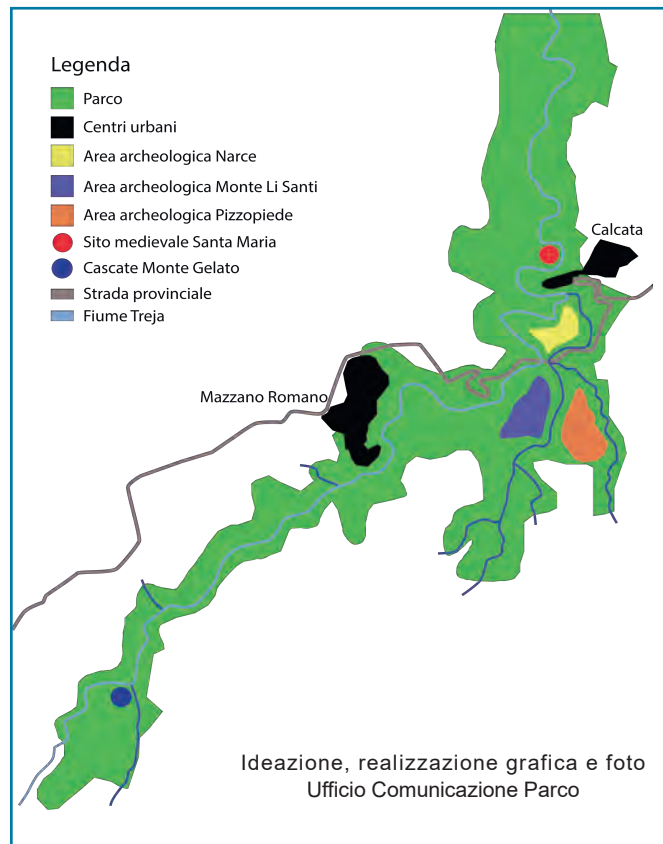 Legenda
Parco
Centri urbani
Area archeologica Narce
Area archeologica Monte Li Santi
Area archeologica Pizzopiede
Sito medievale Santa Maria
Cascate Monte Gelato
Strada provinciale
Fiume Treja
Calcata
Mazzano Romano
Ideazione, realizzazione grafica e foto
Ufficio Comunicazione Parco